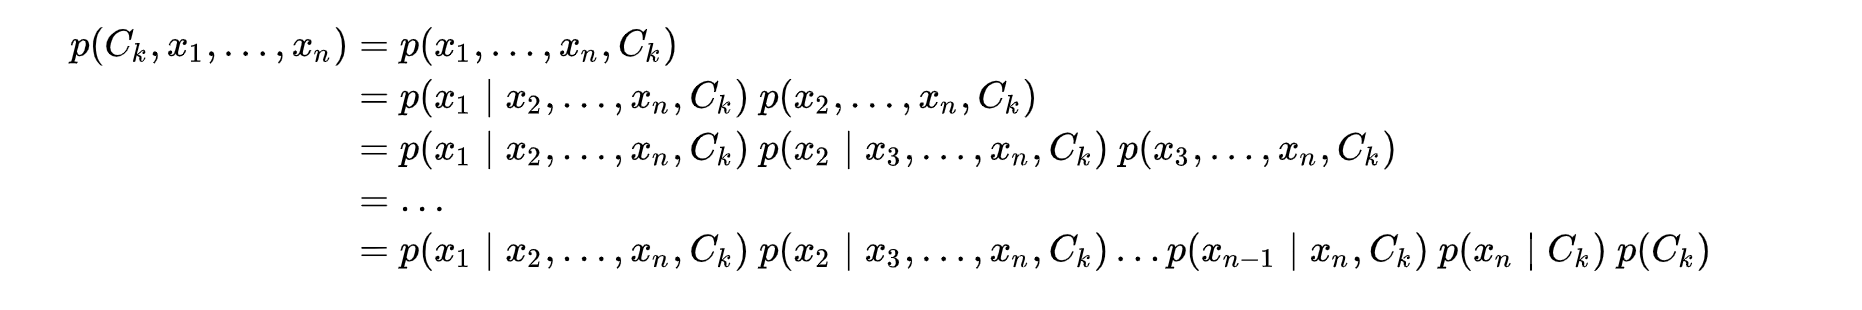 p(C_k, x_1, …, x_n) = p(x_1, …, x_n, C_k)
= p(x_1 | x_2, …, x_n, C_k) p(x_2, …, x_n, C_k)
= p(x_1 | x_2, …, x_n, C_k) p(x_2 | x_3, …, x_n, C_k) p(x_3, …, x_n, C_k)
= …
= p(x_1 | x_2, …, x_n, C_k) p(x_2 | x_3, …, x_n, C_k) … p(x_{n−1} | x_n, C_k) p(x_n | C_k) p(C_k)